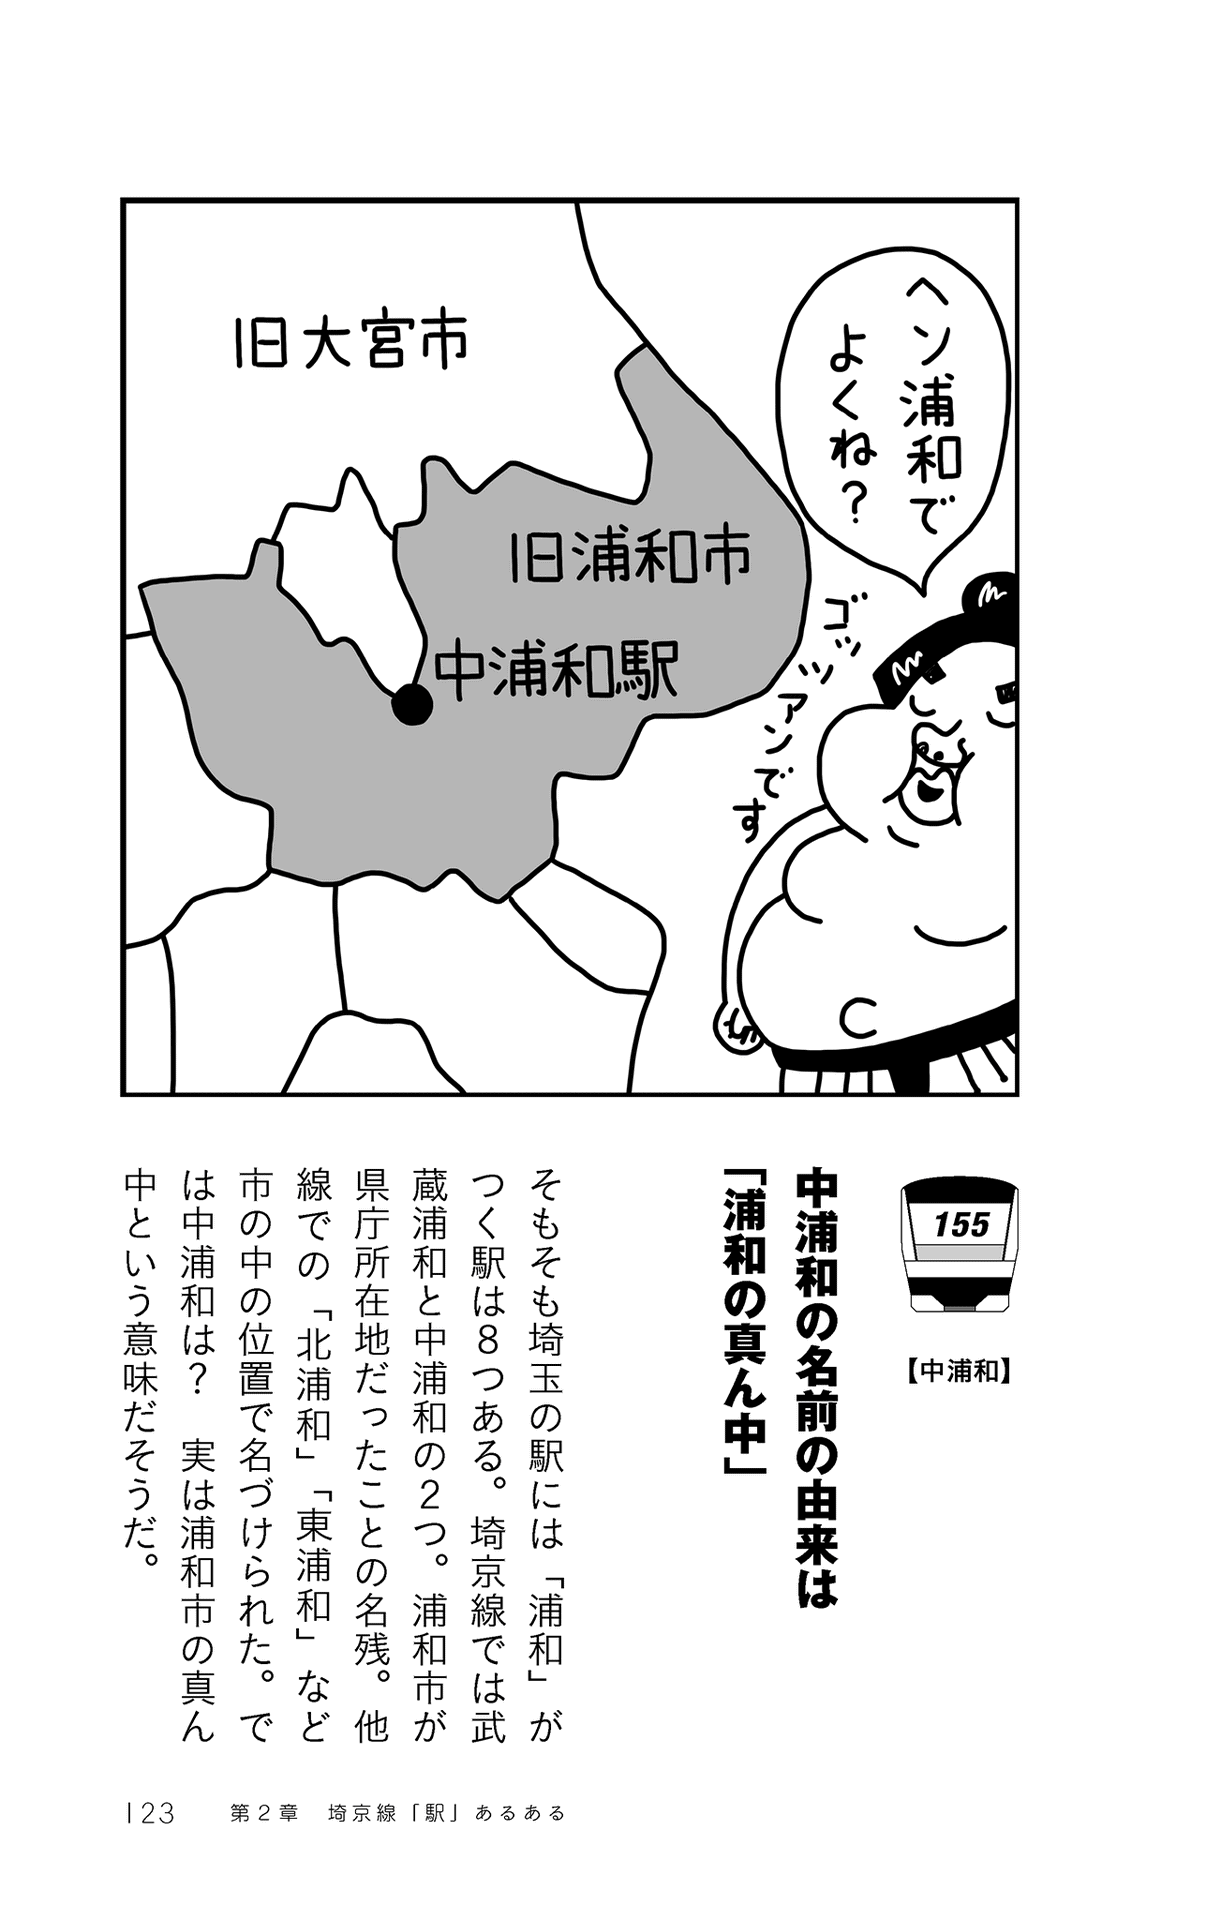 ヘン浦和で
よくね？
ゴッツァンです
旧大宮市
旧浦和市
中浦和駅
155
【中浦和】
中浦和の名前の由来は
「浦和の真ん中」
そもそも埼玉の駅には「浦和」が
つく駅は８つある。埼京線では武
蔵浦和と中浦和の２つ。浦和市が
県庁所在地だったことの名残。他
線での「北浦和」「東浦和」など
市の中の位置で名づけられた。で
は中浦和は？　実は浦和市の真ん
中という意味だそうだ。
123　第２章　埼京線「駅」あるある